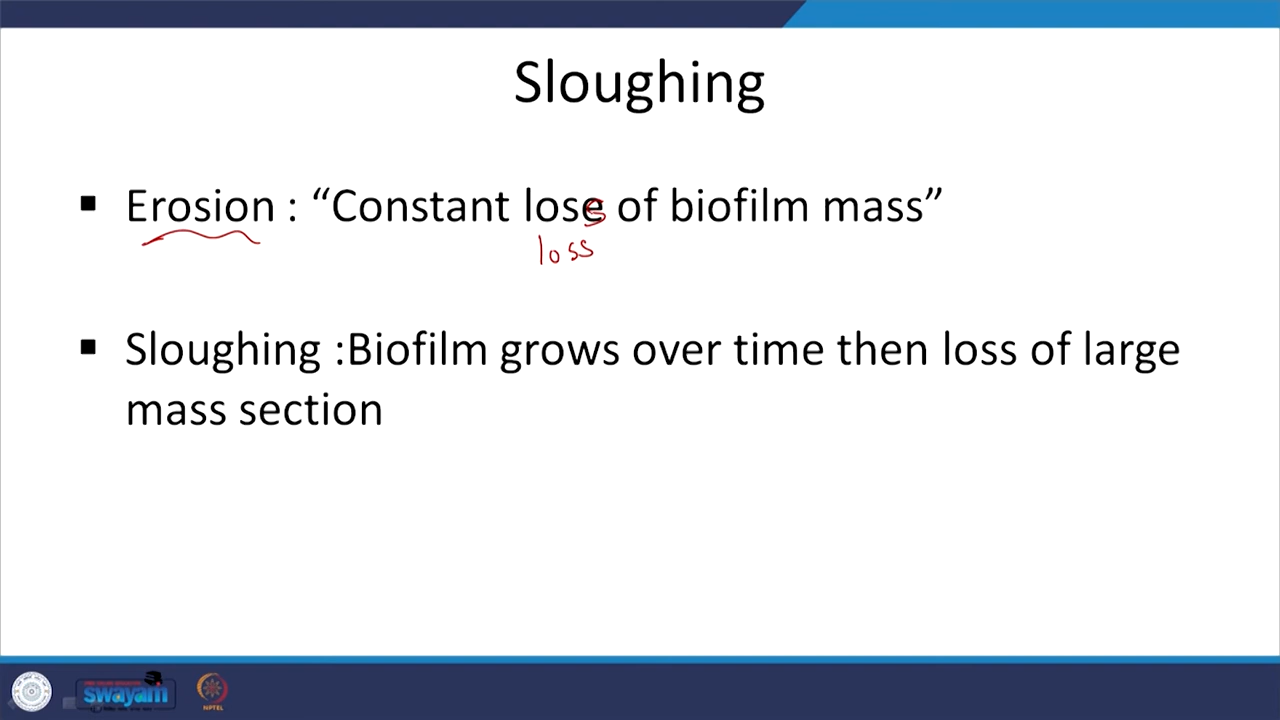 Sloughing
▪ Erosion : “Constant lose of biofilm mass”
loss
▪ Sloughing :Biofilm grows over time then loss of large
mass section
swayam
NPTEL